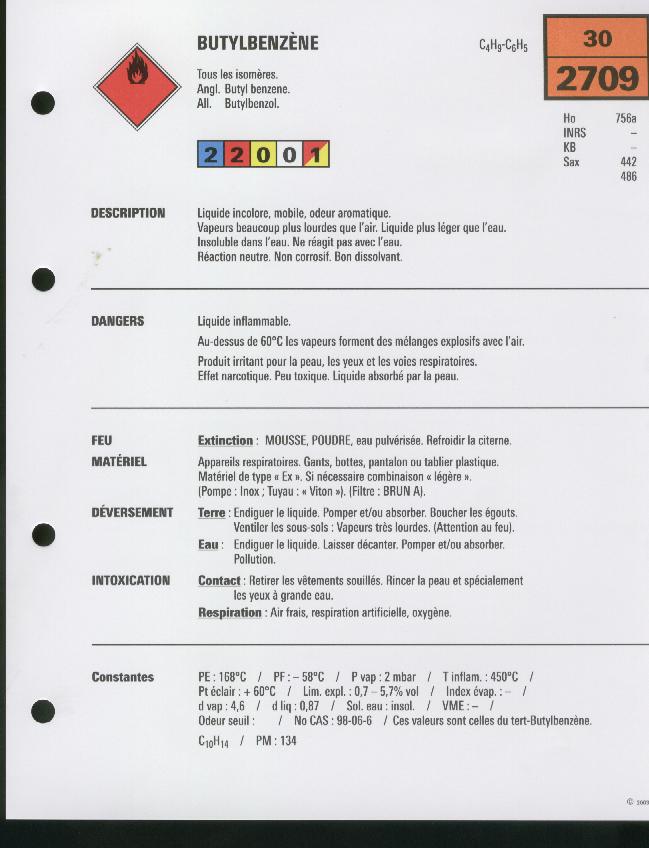 BUTYLBENZÈNE
C4H9-C6H5
30
2709
Tous les isomères.
Angl. Butyl benzene.
All. Butylbenzol.
Ho 756a
INRS –
KB –
Sax 442
486
2 2 0 0 1
DESCRIPTION
Liquide incolore, mobile, odeur aromatique.
Vapeurs beaucoup plus lourdes que l'air. Liquide plus léger que l'eau.
Insoluble dans l'eau. Ne réagit pas avec l'eau.
Réaction neutre. Non corrosif. Bon dissolvant.
DANGERS
Liquide inflammable.
Au-dessus de 60°C les vapeurs forment des mélanges explosifs avec l'air.
Produit irritant pour la peau, les yeux et les voies respiratoires.
Effet narcotique. Peu toxique. Liquide absorbé par la peau.
FEU
Extinction : MOUSSE, POUDRE, eau pulvérisée. Refroidir la citerne.
MATÉRIEL
Appareils respiratoires. Gants, bottes, pantalon ou tablier plastique.
Matériel de type « Ex ». Si nécessaire combinaison « légère ».
(Pompe : Inox ; Tuyau : « Viton »). (Filtre : BRUN A).
DÉVERSEMENT
Terre : Endiguer le liquide. Pomper et/ou absorber. Boucher les égouts.
Ventiler les sous-sols : Vapeurs très lourdes. (Attention au feu).
Eau : Endiguer le liquide. Laisser décanter. Pomper et/ou absorber.
Pollution.
INTOXICATION
Contact : Retirer les vêtements souillés. Rincer la peau et spécialement
les yeux à grande eau.
Respiration : Air frais, respiration artificielle, oxygène.
Constantes
PE : 168°C / PF : – 58°C / P vap : 2 mbar / T inflam. : 450°C /
Pt éclair : + 60°C / Lim. expl. : 0,7 – 5,7% vol / Index évap. : – /
d vap : 4,6 / d liq : 0,87 / Sol. eau : insol. / VME : – /
Odeur seuil : / No CAS : 98-06-6 / Ces valeurs sont celles du tert-Butylbenzène.
C10H14 / PM : 134
© 2009